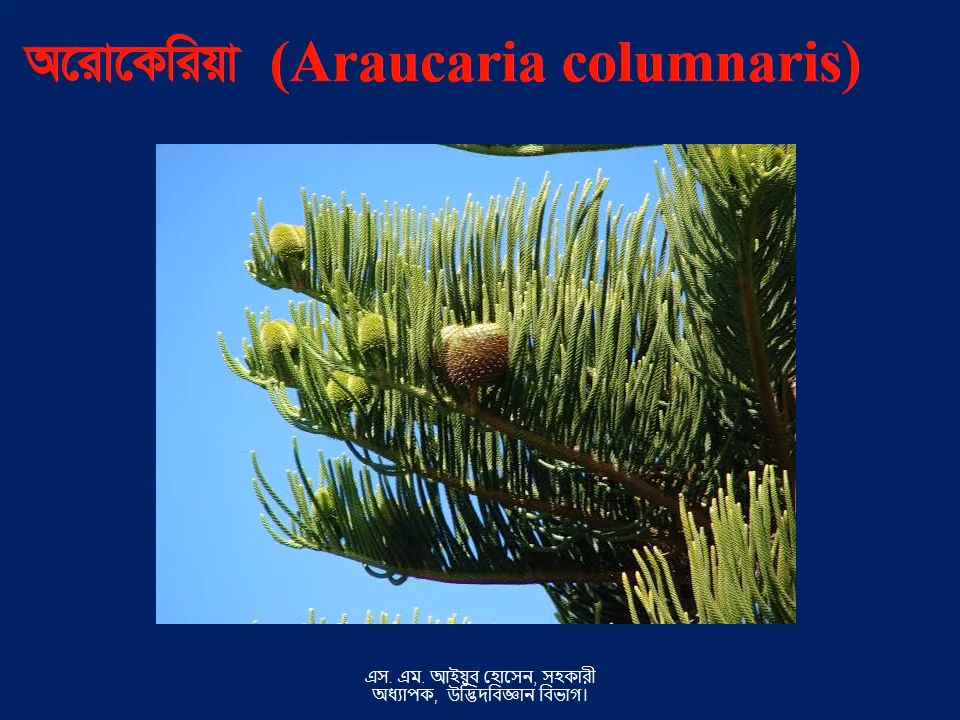 অরোকেরিয়া (Araucaria columnaris)
এস. এম. আইয়ুব হোসেন, সহকারী
অধ্যাপক, উদ্ভিদবিজ্ঞান বিভাগ।